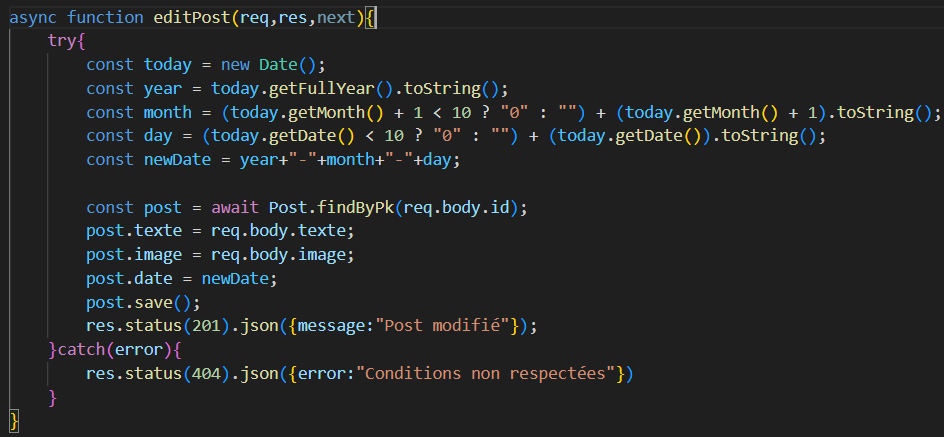 async function editPost(req,res,next){
    try{
        const today = new Date();
        const year = today.getFullYear().toString();
        const month = (today.getMonth() + 1 < 10 ? "0" : "") + (today.getMonth() + 1).toString();
        const day = (today.getDate() < 10 ? "0" : "") + (today.getDate()).toString();
        const newDate = year+"-"+month+"-"+day;

        const post = await Post.findByPk(req.body.id);
        post.texte = req.body.texte;
        post.image = req.body.image;
        post.date = newDate;
        post.save();
        res.status(201).json({message:"Post modifié"});
    }catch(error){
        res.status(404).json({error:"Conditions non respectées"})
    }
}